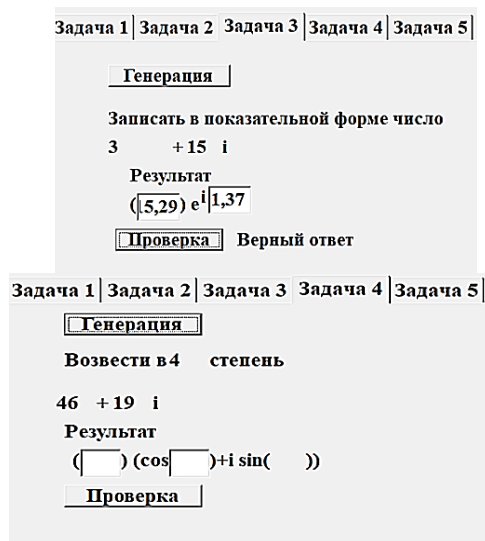 Задача 1 Задача 2 Задача 3 Задача 4 Задача 5
Генерация
Записать в показательной форме число
3 + 15 i
Результат
(15,29) e i 1,37
Проверка Верный ответ
Задача 1 Задача 2 Задача 3 Задача 4 Задача 5
Генерация
Возвести в 4 степень
46 + 19 i
Результат
( ) (cos )+i sin( ))
Проверка